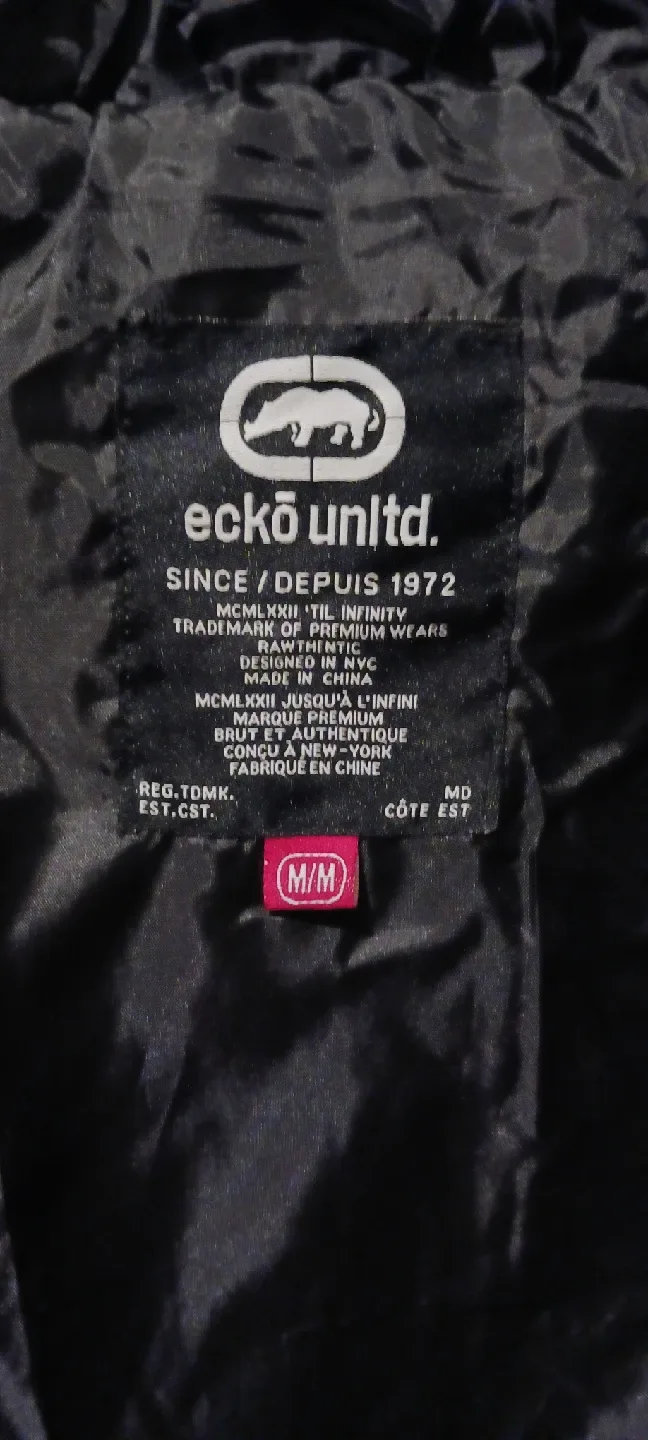 eckō unltd.
SINCE / DEPUIS 1972
MCMLXXII 'TIL INFINITY
TRADEMARK OF PREMIUM WEARS
RAWTHENTIC
DESIGNED IN NYC
MADE IN CHINA
MCMLXXII JUSQU'À L'INFINI
MARQUE PREMIUM
BRUT ET AUTHENTIQUE
CONÇU À NEW-YORK
FABRIQUÉ EN CHINE
REG.TDMK. MD
EST.CST. CÔTE EST
M/M